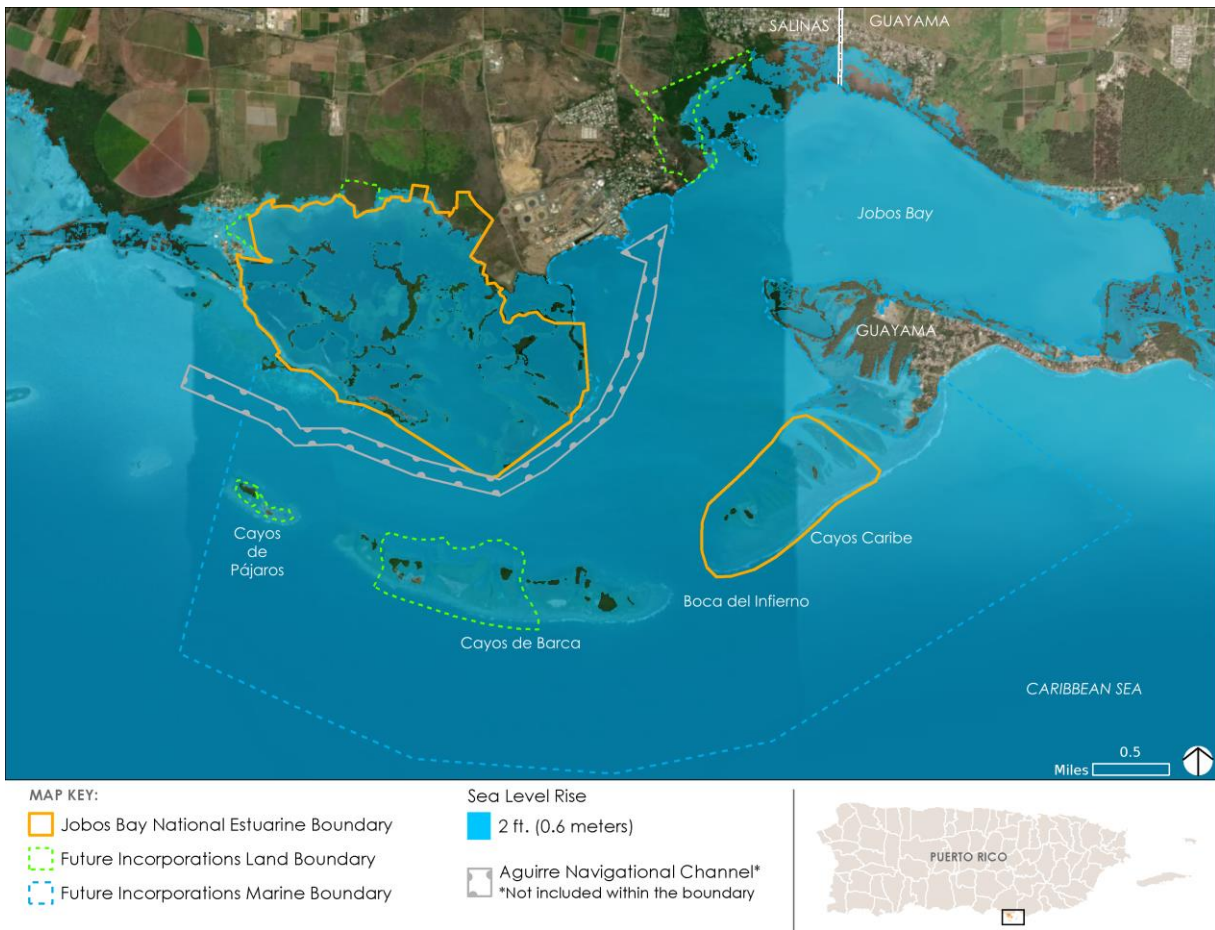 SALINAS
GUAYAMA
Jobos Bay
GUAYAMA
Cayos
de
Pájaros
Cayos Caribe
Boca del Infierno
Cayos de Barca
CARIBBEAN SEA
0.5
Miles
MAP KEY:
Jobos Bay National Estuarine Boundary
Future Incorporations Land Boundary
Future Incorporations Marine Boundary
Sea Level Rise
2 ft. (0.6 meters)
Aguirre Navigational Channel*
*Not included within the boundary
PUERTO RICO